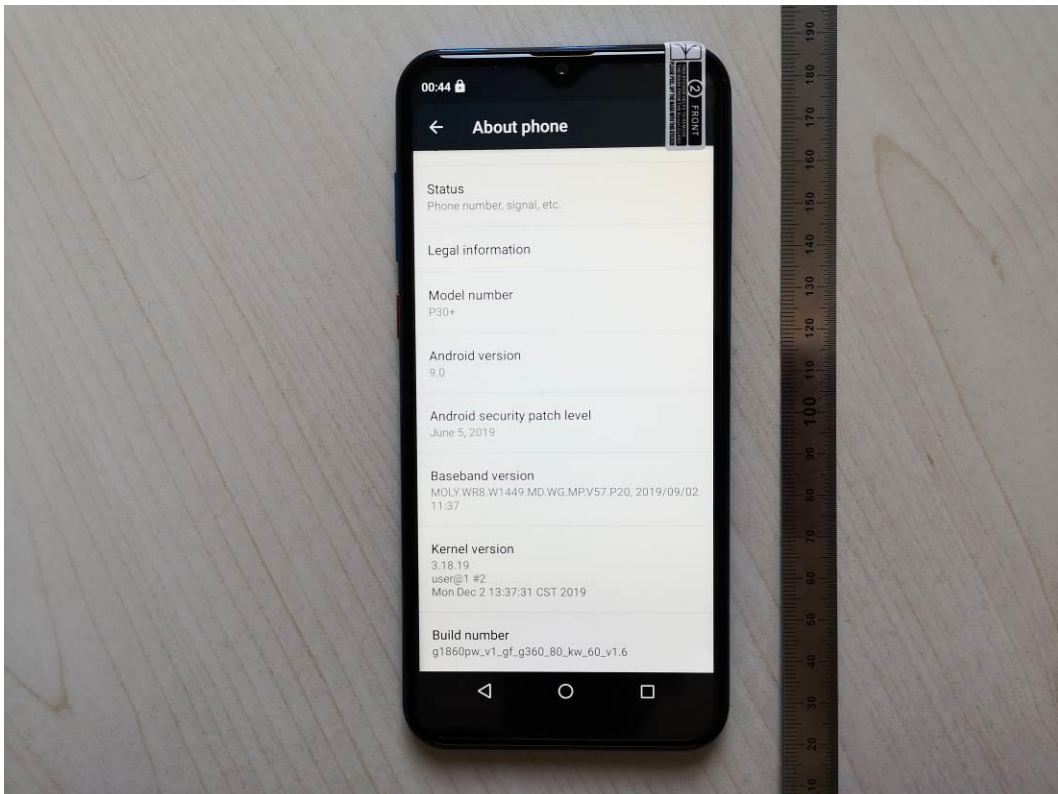 00:44
About phone
Status
Phone number, signal, etc.
Legal information
Model number
P30+
Android version
9.0
Android security patch level
June 5, 2019
Baseband version
MOLY.WR8.W1449.MD.WG.MP.V57.P20, 2019/09/02
11:37
Kernel version
3.18.19
user@1 #2
Mon Dec 2 13:37:31 CST 2019
Build number
g1860pw_v1_gf_g360_80_kw_60_v1.6
(2) FRONT
190
180
170
160
150
140
130
120
110
100
90
80
70
60
50
40
30
20
10